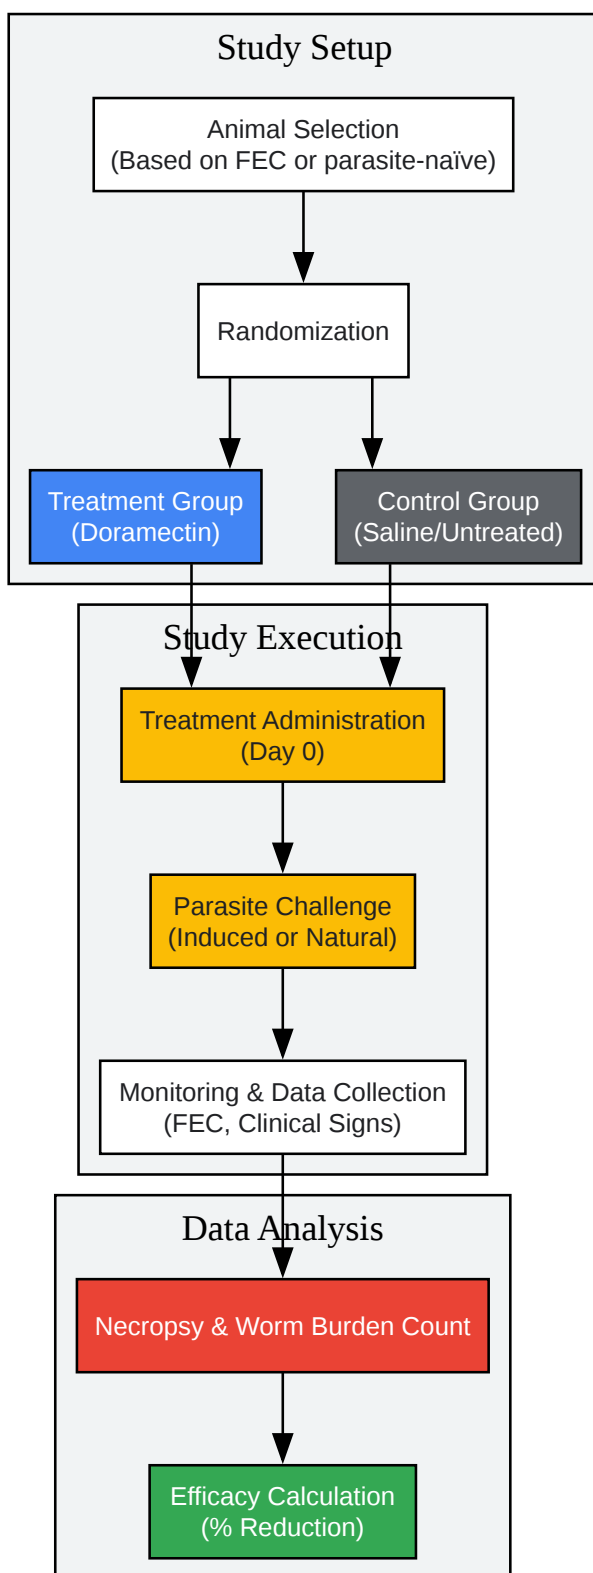 Study Setup
Animal Selection
(Based on FEC or parasite-naïve)
Randomization
Treatment Group
(Doramectin)
Control Group
(Saline/Untreated)
Study Execution
Treatment Administration
(Day 0)
Parasite Challenge
(Induced or Natural)
Monitoring & Data Collection
(FEC, Clinical Signs)
Data Analysis
Necropsy & Worm Burden Count
Efficacy Calculation
(% Reduction)